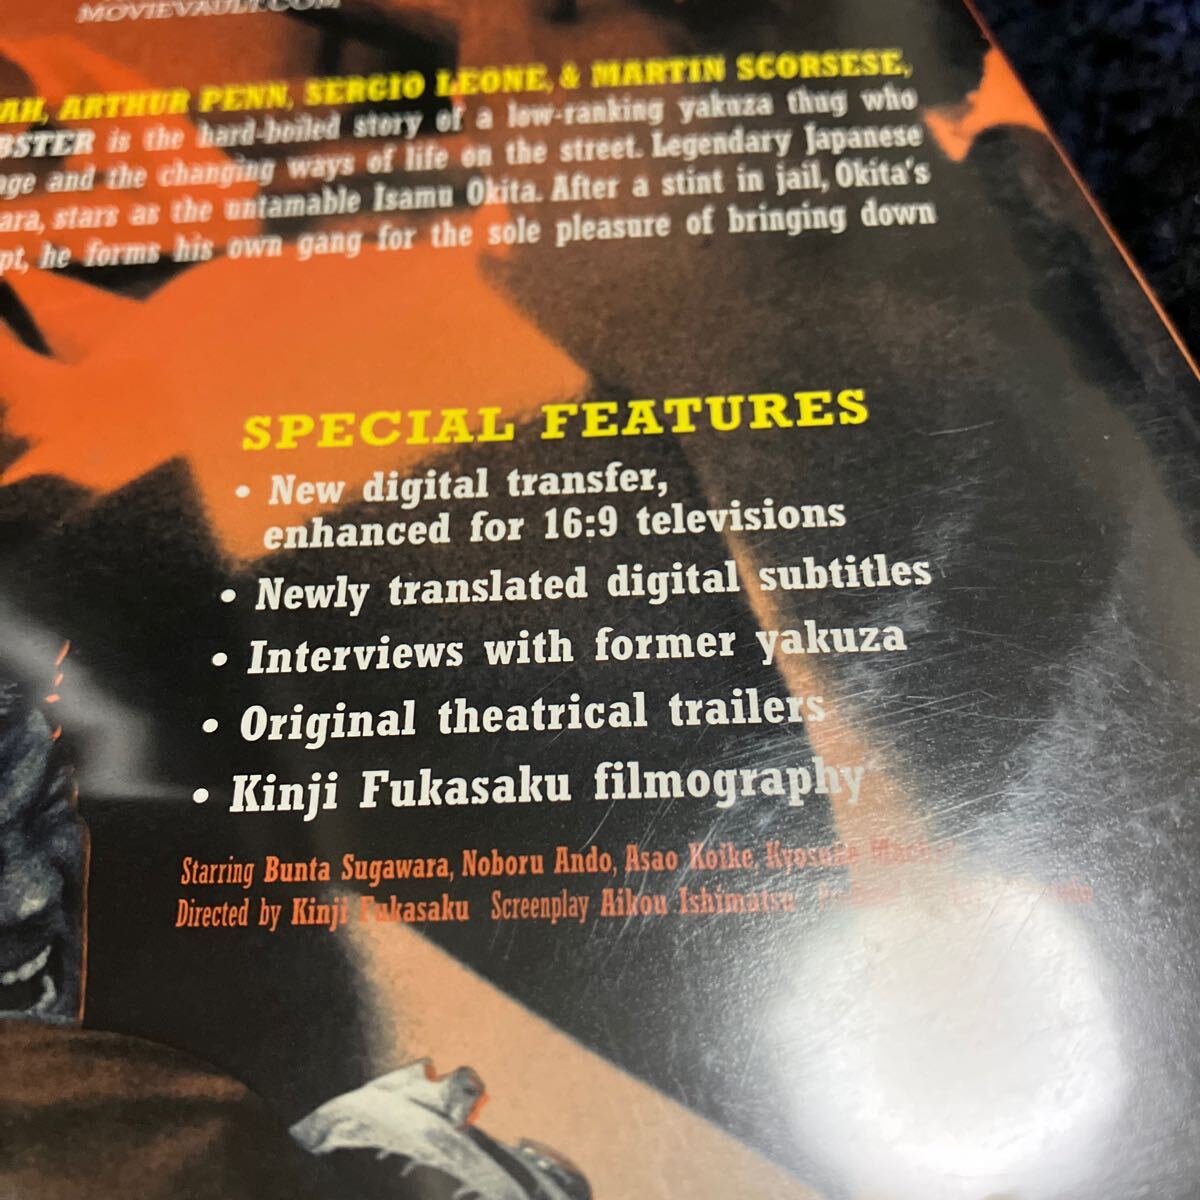 MOVIEVAULT.COM
AH, ARTHUR PENN, SERGIO LEONE, & MARTIN SCORSESE,
BSTER is the hard-boiled story of a low-ranking yakuza thug who
age and the changing ways of life on the street. Legendary Japanese
ara, stars as the untamable Isamu Okita. After a stint in jail, Okita's
pt, he forms his own gang for the sole pleasure of bringing down
SPECIAL FEATURES
• New digital transfer,
enhanced for 16:9 televisions
• Newly translated digital subtitles
• Interviews with former yakuza
• Original theatrical trailers
• Kinji Fukasaku filmography
Starring Bunta Sugawara, Noboru Ando, Asao Koike, Kyosuke
Directed by Kinji Fukasaku Screenplay Aikou Ishimatsu